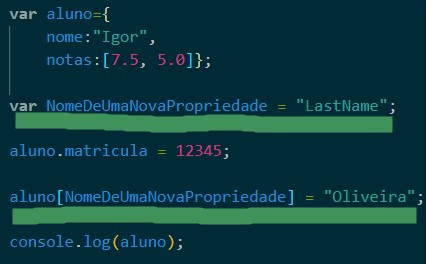 var aluno={
nome:"Igor",
notas:[7.5, 5.0]};
var NomeDeUmaNovaPropriedade = "LastName";
aluno.matricula = 12345;
aluno[NomeDeUmaNovaPropriedade] = "Oliveira";
console.log(aluno);